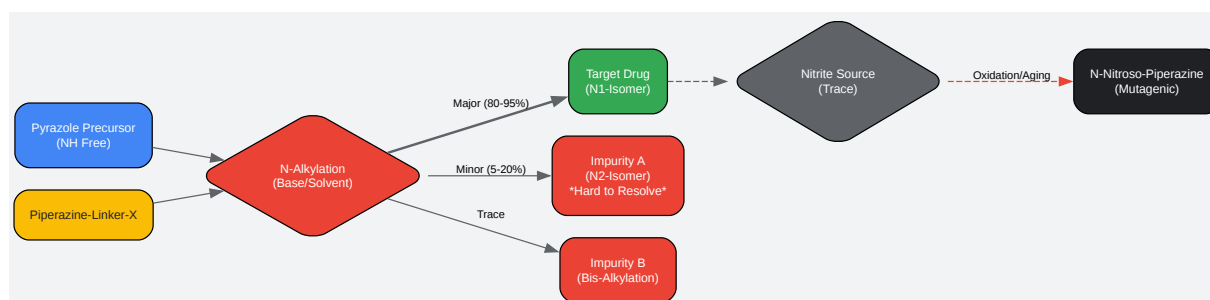 Pyrazole Precursor
(NH Free)
Piperazine-Linker-X
N-Alkylation
(Base/Solvent)
Major (80-95%)
Minor (5-20%)
Trace
Target Drug
(N1-Isomer)
Impurity A
(N2-Isomer)
*Hard to Resolve*
Impurity B
(Bis-Alkylation)
Nitrite Source
(Trace)
Oxidation/Aging
N-Nitroso-Piperazine
(Mutagenic)